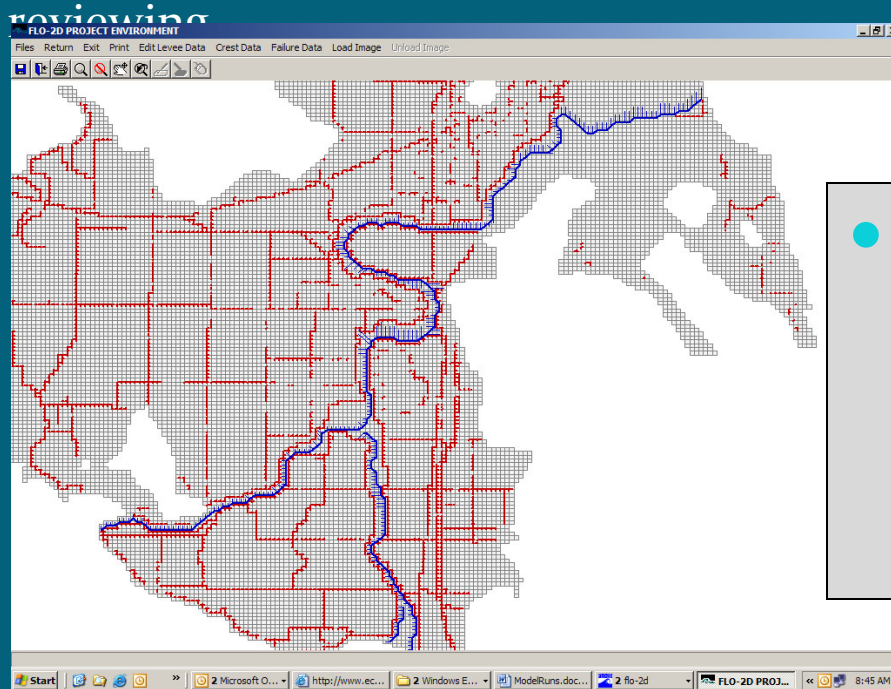 reviewing
FLO-2D PROJECT ENVIRONMENT
Files Return Exit Print Edit Levee Data Crest Data Failure Data Load Image Unload Image
Start » 2 Microsoft O... http://www.ec... 2 Windows E... ModelRuns.doc... 2 flo-2d FLO-2D PROJ... « 8:45 AM